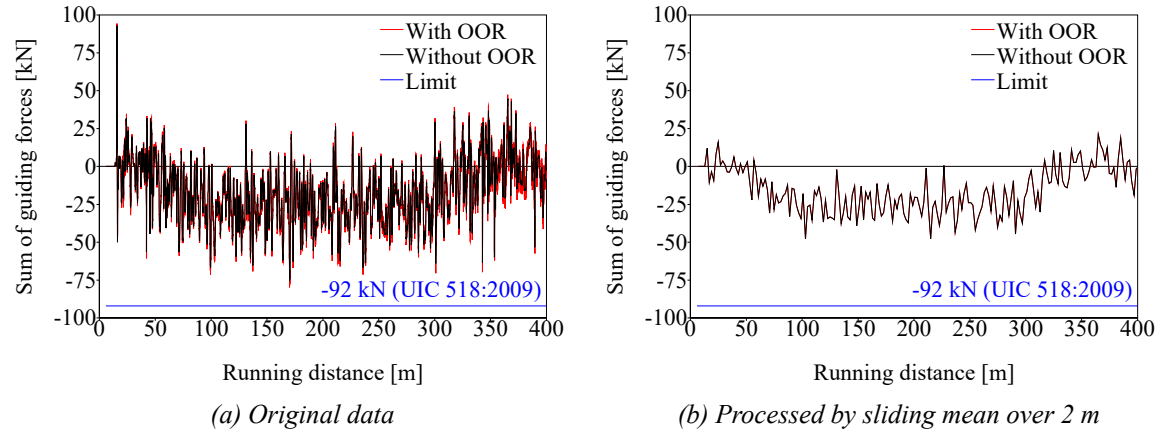 Sum of guiding forces [kN]
100
75
50
25
0
-25
-50
-75
-100
With OOR
Without OOR
Limit
-92 kN (UIC 518:2009)
0 50 100 150 200 250 300 350 400
Running distance [m]
(a) Original data
Sum of guiding forces [kN]
100
75
50
25
0
-25
-50
-75
-100
With OOR
Without OOR
Limit
-92 kN (UIC 518:2009)
0 50 100 150 200 250 300 350 400
Running distance [m]
(b) Processed by sliding mean over 2 m